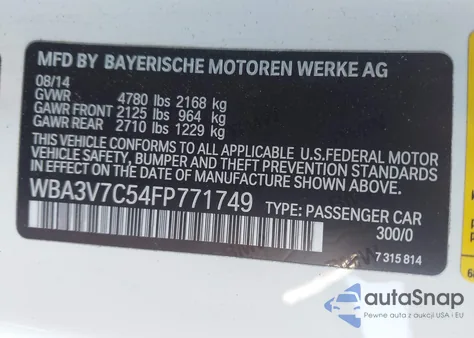 MFD BY BAYERISCHE MOTOREN WERKE AG
08/14
GVWR 4780 lbs 2168 kg
GAWR FRONT 2125 lbs 964 kg
GAWR REAR 2710 lbs 1229 kg
THIS VEHICLE CONFORMS TO ALL APPLICABLE U.S.FEDERAL MOTOR
VEHICLE SAFETY, BUMPER AND THEFT PREVENTION STANDARDS IN
EFFECT ON THE DATE OF MANUFACTURE SHOWN ABOVE.
WBA3V7C54FP771749 TYPE: PASSENGER CAR
300/0
7 315 814
autoSnap
Pewne auta z aukcji USA i EU